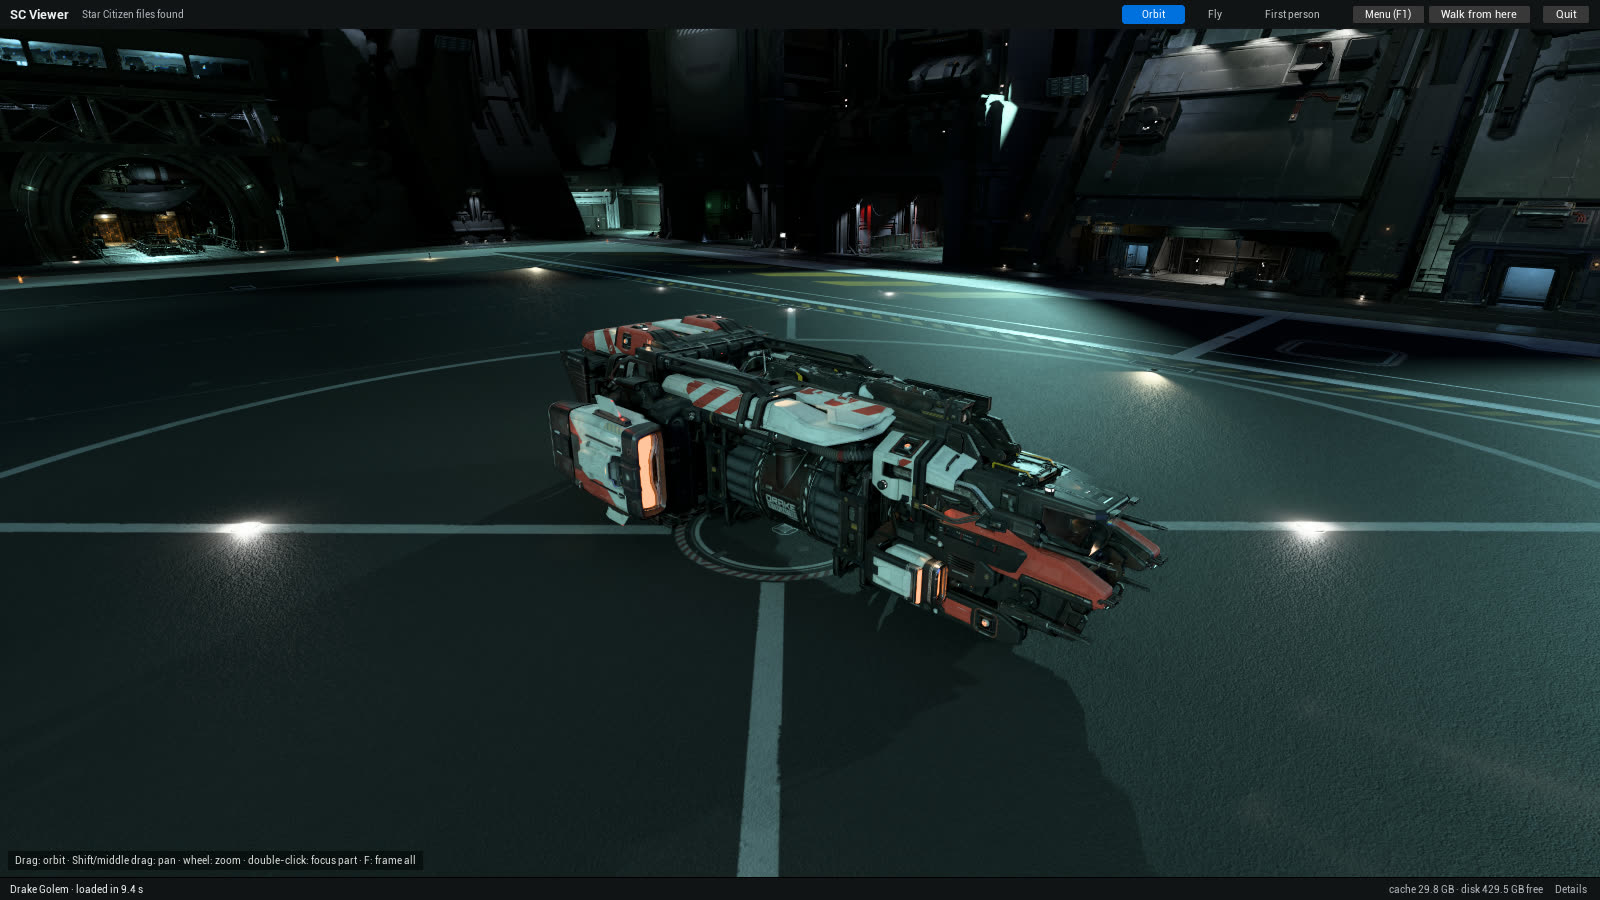 SC Viewer Star Citizen files found Orbit Fly First person Menu (F1) Walk from here Quit
DRAKE
Drag: orbit · Shift/middle drag: pan · wheel: zoom · double-click: focus part · F: frame all
Drake Golem · loaded in 9.4 s cache 29.8 GB · disk 429.5 GB free Details